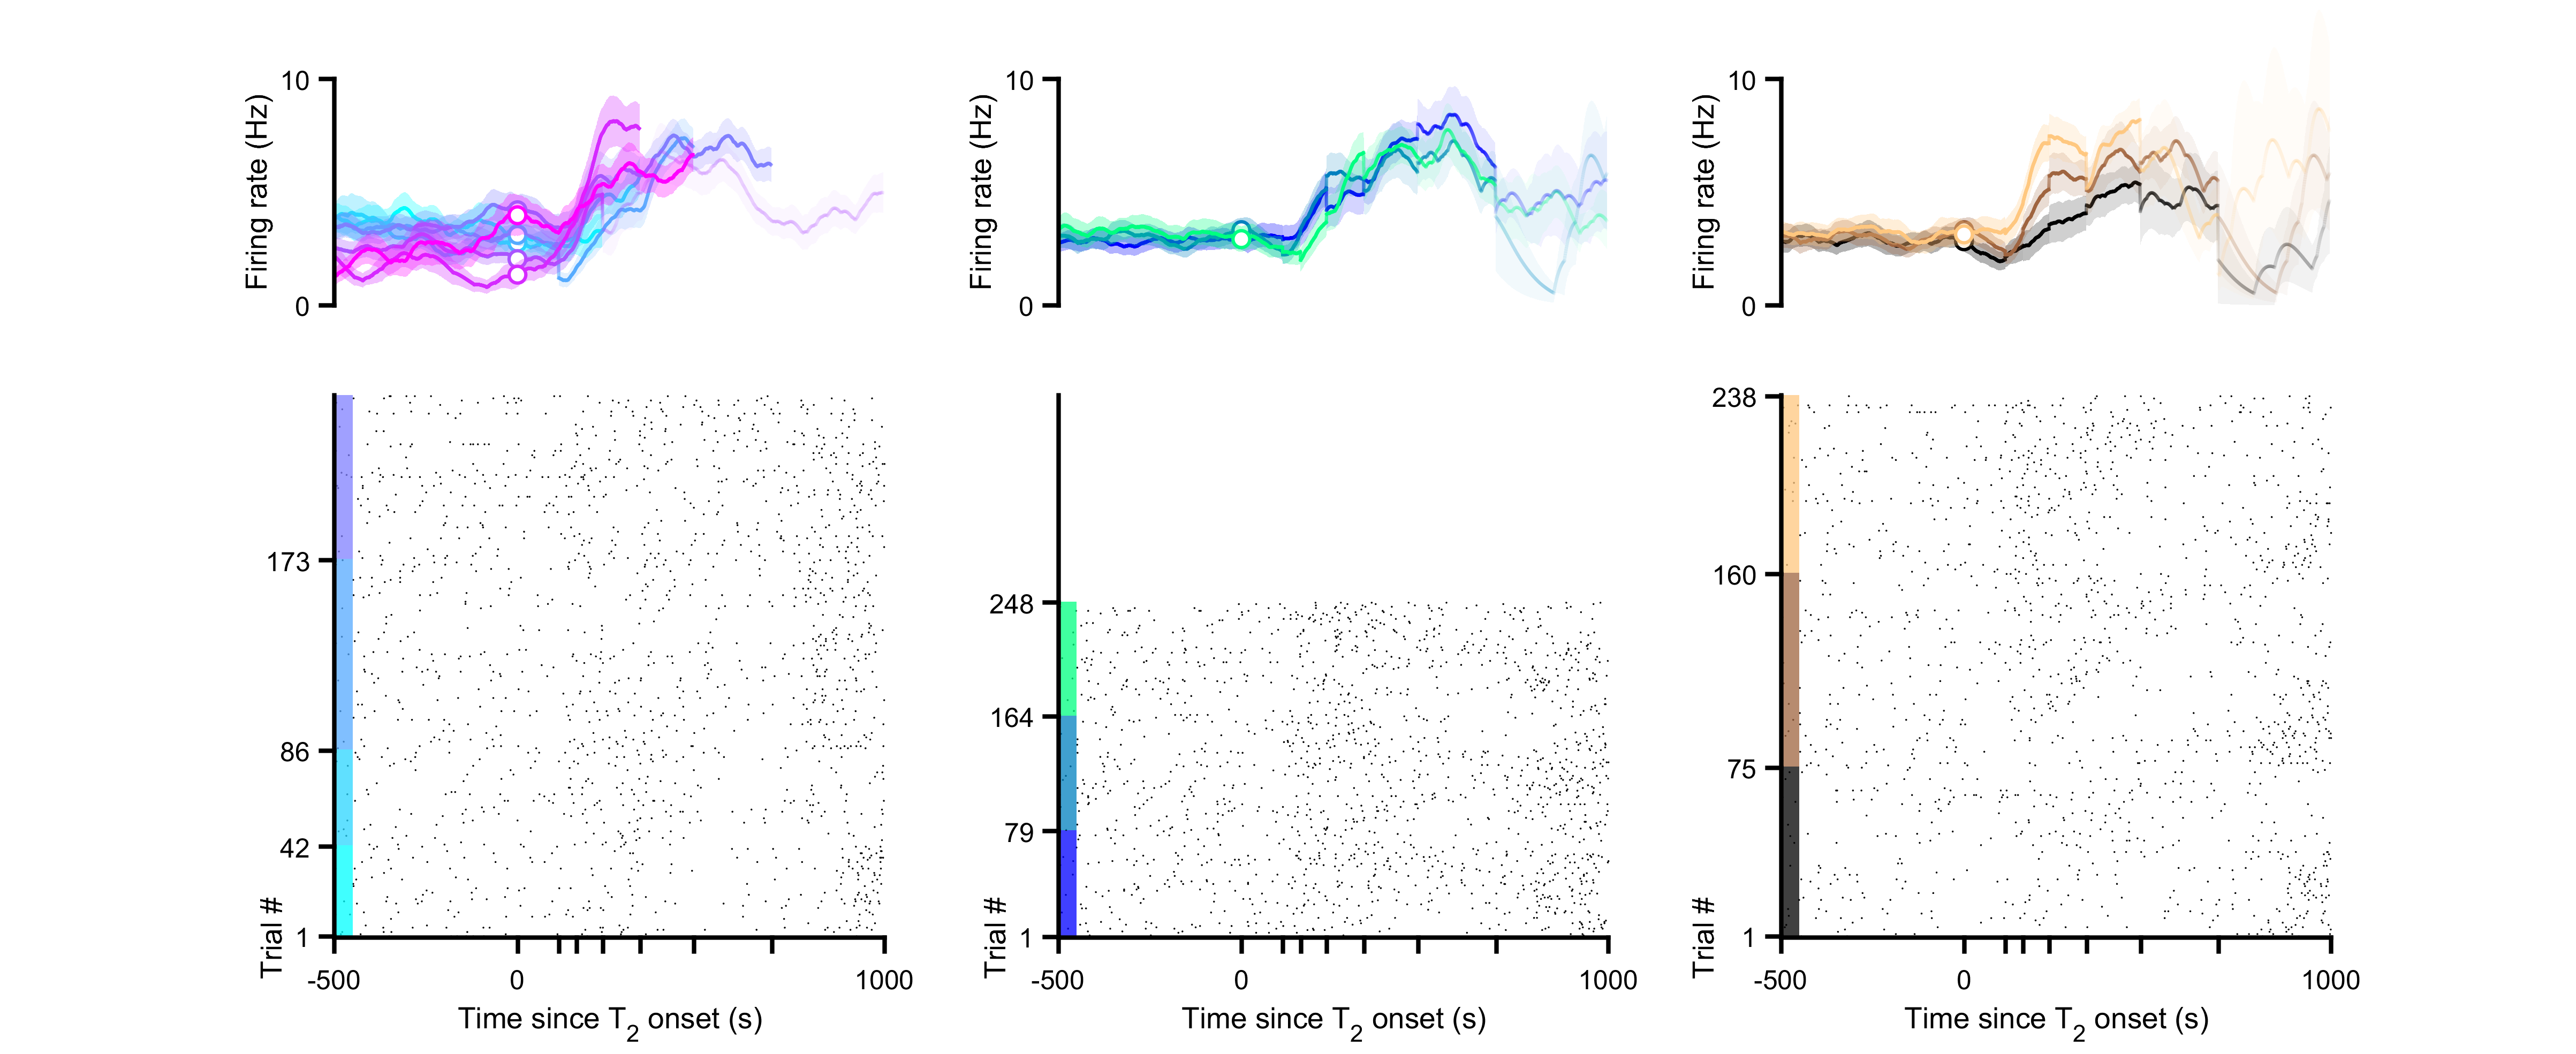 10
Firing rate (Hz)
0
10
Firing rate (Hz)
0
10
Firing rate (Hz)
0
173
86
42
1
Trial #
-500 0 1000
Time since T2 onset (s)
248
164
79
1
Trial #
-500 0 1000
Time since T2 onset (s)
238
160
75
1
Trial #
-500 0 1000
Time since T2 onset (s)